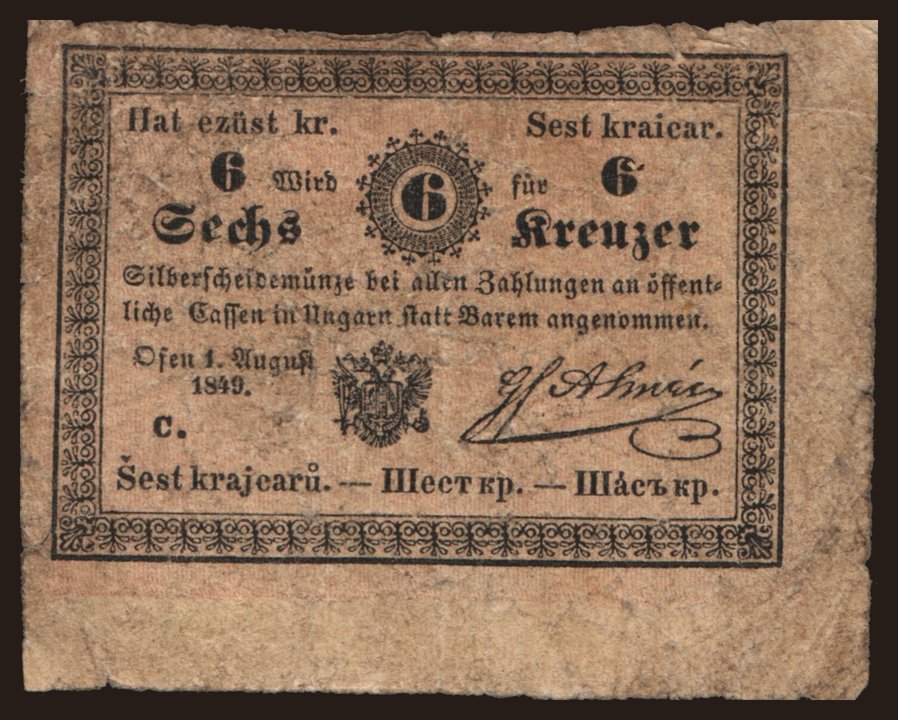 Hat ezüst kr. Sest kraicar.
6 Wird 6 für 6
Sechs Kreuzer
Silberscheidemünze bei allen Zahlungen an öffent-
liche Cassen in Ungarn statt Barem angenommen.
Ofen 1. August
1849.
C.
Šest krajcarů. — Шест кр. — Шáсъ кр.